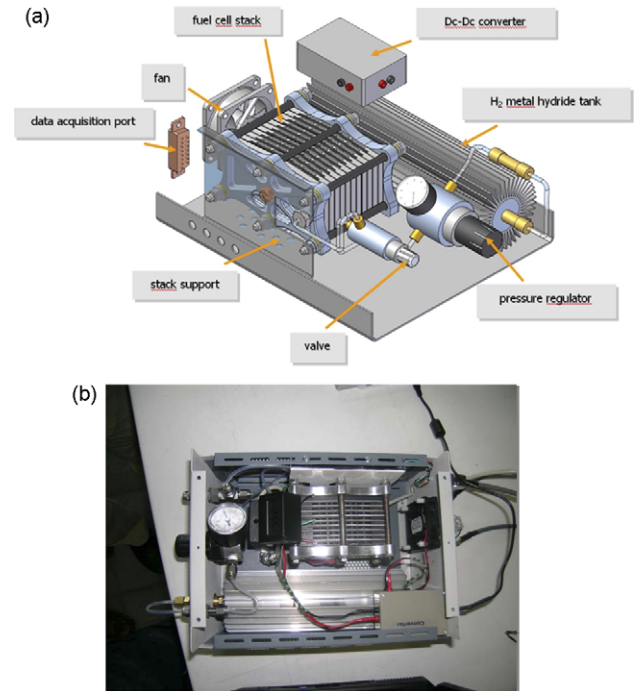 (a)
fuel cell stack
Dc-Dc converter
fan
H₂ metal hydride tank
data acquisition port
stack support
pressure regulator
valve
(b)
Converter